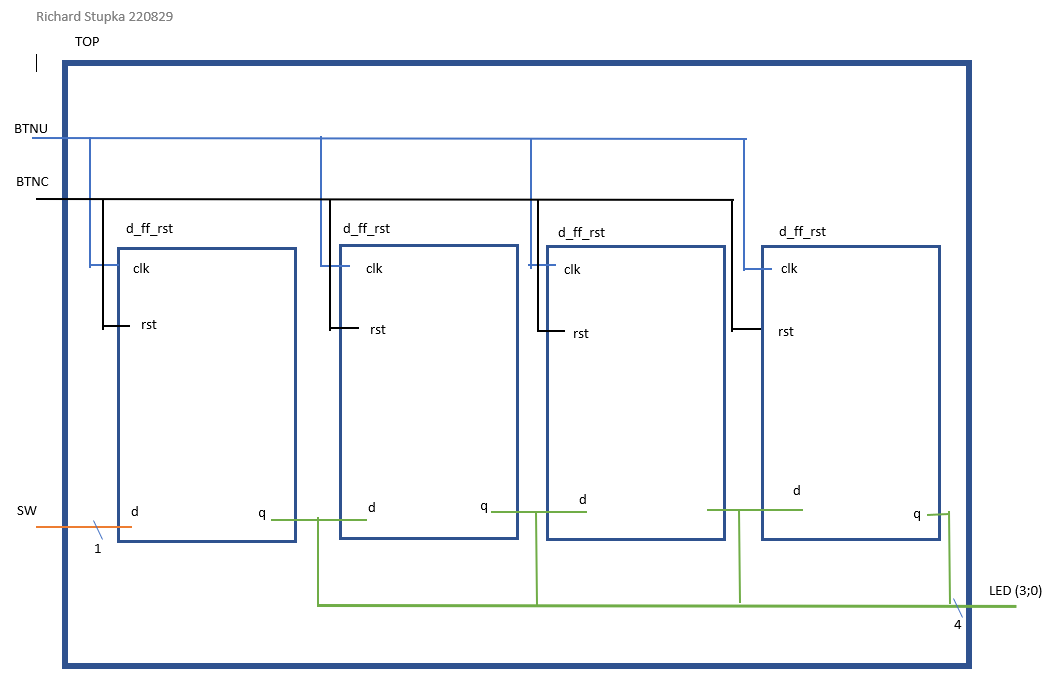 Richard Stupka 220829
TOP
BTNU
BTNC
d_ff_rst
d_ff_rst
d_ff_rst
d_ff_rst
clk
clk
clk
clk
rst
rst
rst
rst
SW
1
d
q
d
q
d
d
q
LED (3;0)
4